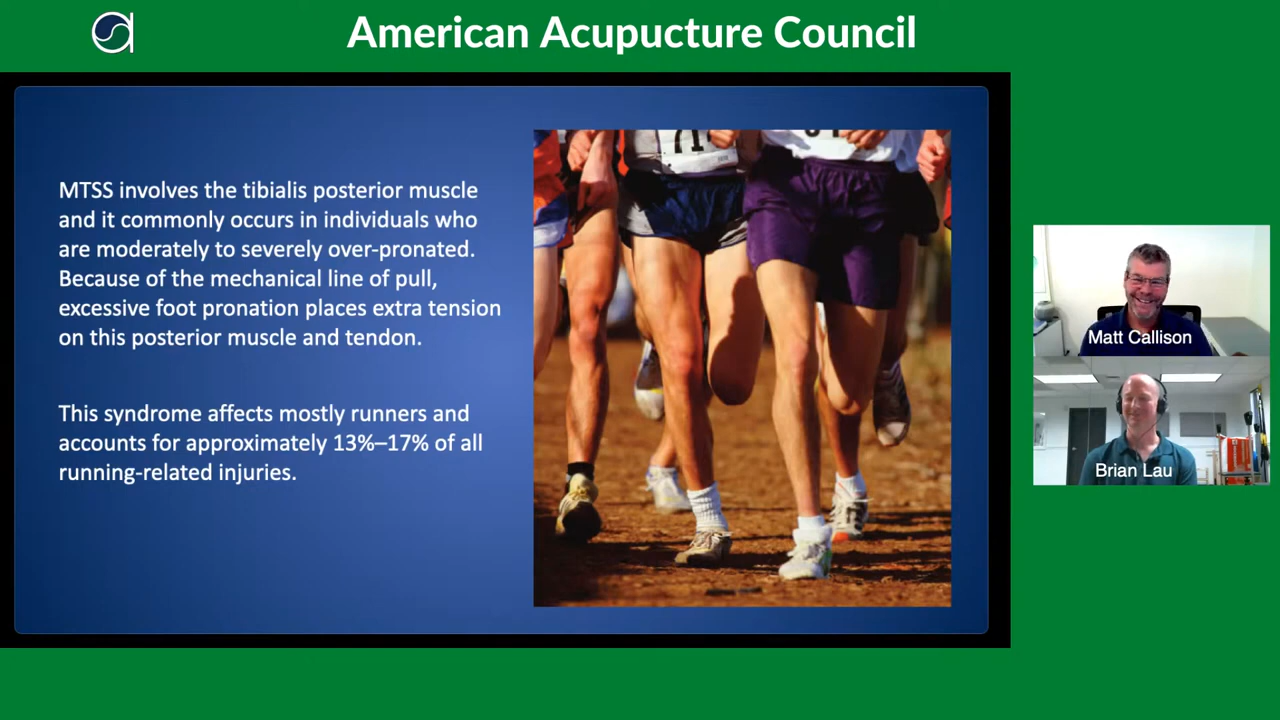 American Acupucture Council
MTSS involves the tibialis posterior muscle
and it commonly occurs in individuals who
are moderately to severely over-pronated.
Because of the mechanical line of pull,
excessive foot pronation places extra tension
on this posterior muscle and tendon.
This syndrome affects mostly runners and
accounts for approximately 13%–17% of all
running-related injuries.
Matt Callison
Brian Lau